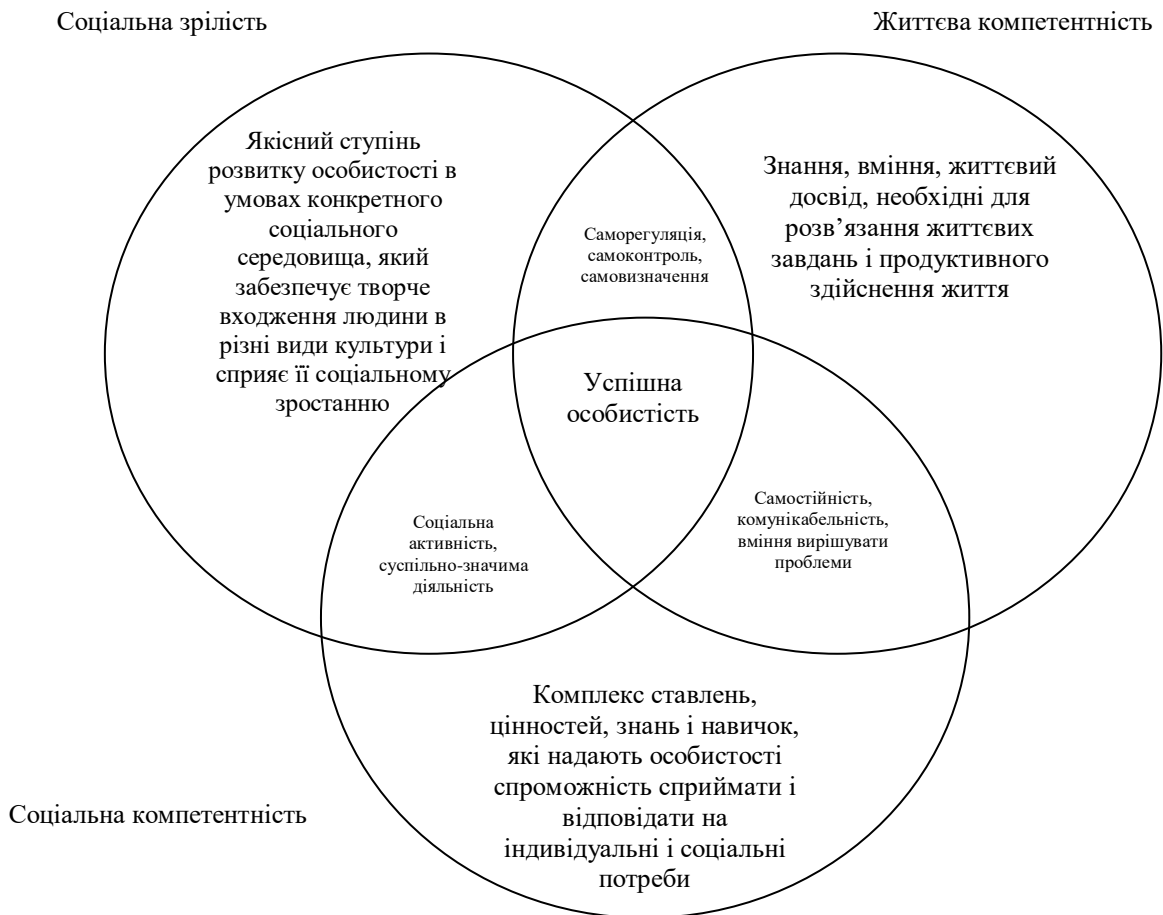 Соціальна зрілість
Життєва компетентність
Якісний ступінь
розвитку особистості в
умовах конкретного
соціального
середовища, який
забезпечує творче
входження людини в
різні види культури і
сприяє її соціальному
зростанню
Саморегуляція,
самоконтроль,
самовизначення
Знання, вміння, життєвий
досвід, необхідні для
розв’язання життєвих
завдань і продуктивного
здійснення життя
Успішна
особистість
Соціальна
активність,
суспільно-значима
діяльність
Самостійність,
комунікабельність,
вміння вирішувати
проблеми
Комплекс ставлень,
цінностей, знань і навичок,
які надають особистості
спроможність сприймати і
відповідати на
індивідуальні і соціальні
потреби
Соціальна компетентність